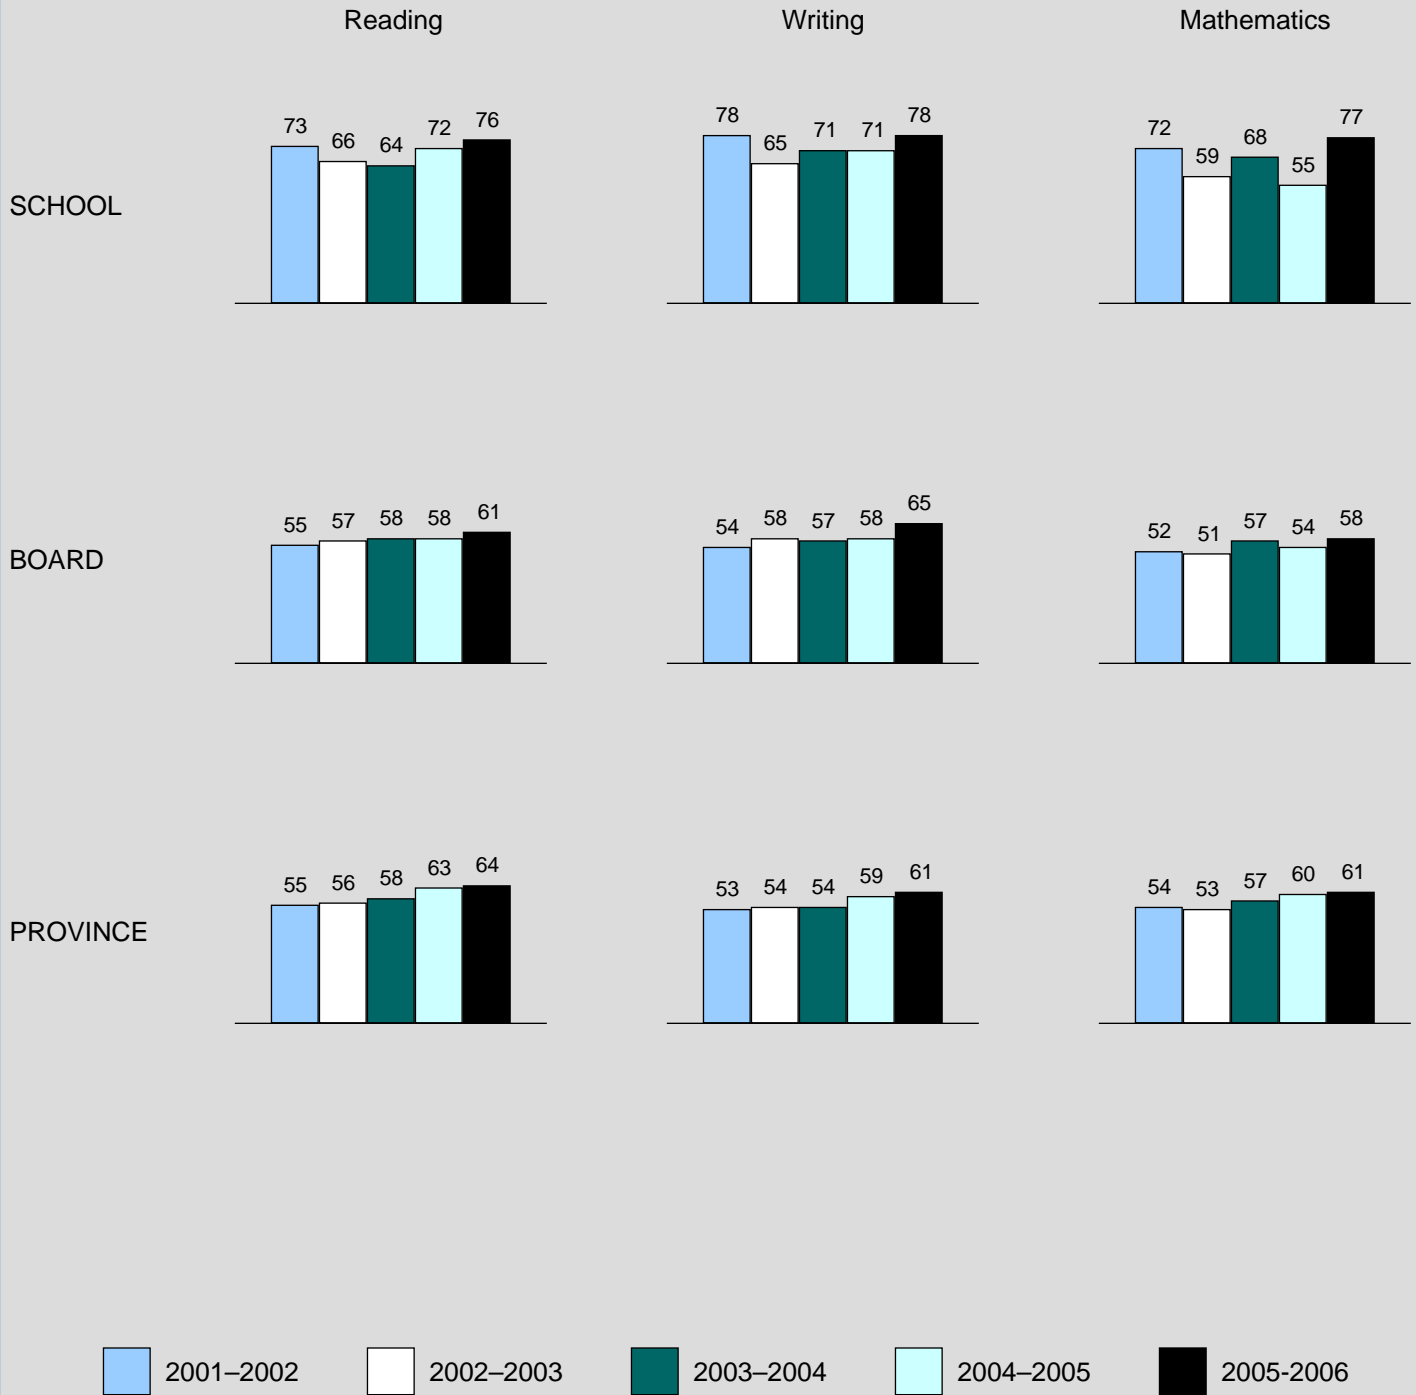 Reading Writing Mathematics
73 66 64 72 76 78 65 71 71 78 72 59 68 55 77
SCHOOL
55 57 58 58 61 54 58 57 58 65 52 51 57 54 58
BOARD
55 56 58 63 64 53 54 54 59 61 54 53 57 60 61
PROVINCE
2001–2002 2002–2003 2003–2004 2004–2005 2005-2006